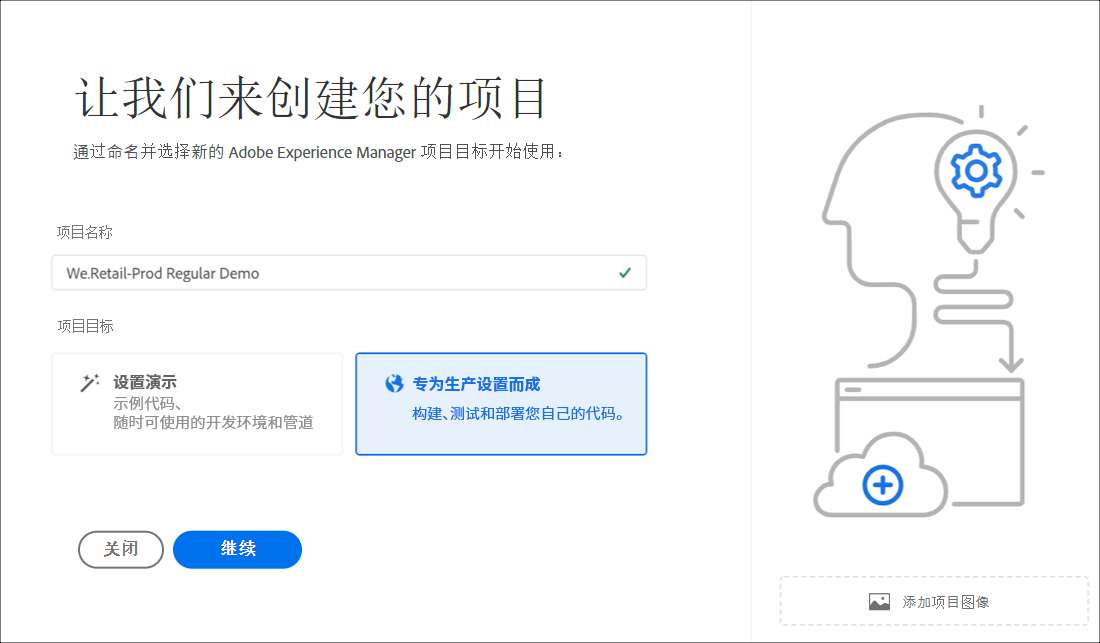 让我们来创建您的项目
通过命名并选择新的 Adobe Experience Manager 项目目标开始使用：
项目名称
We.Retail-Prod Regular Demo
项目目标
设置演示
示例代码、
随时可使用的开发环境和管道
专为生产设置而成
构建、测试和部署您自己的代码。
关闭
继续
添加项目图像